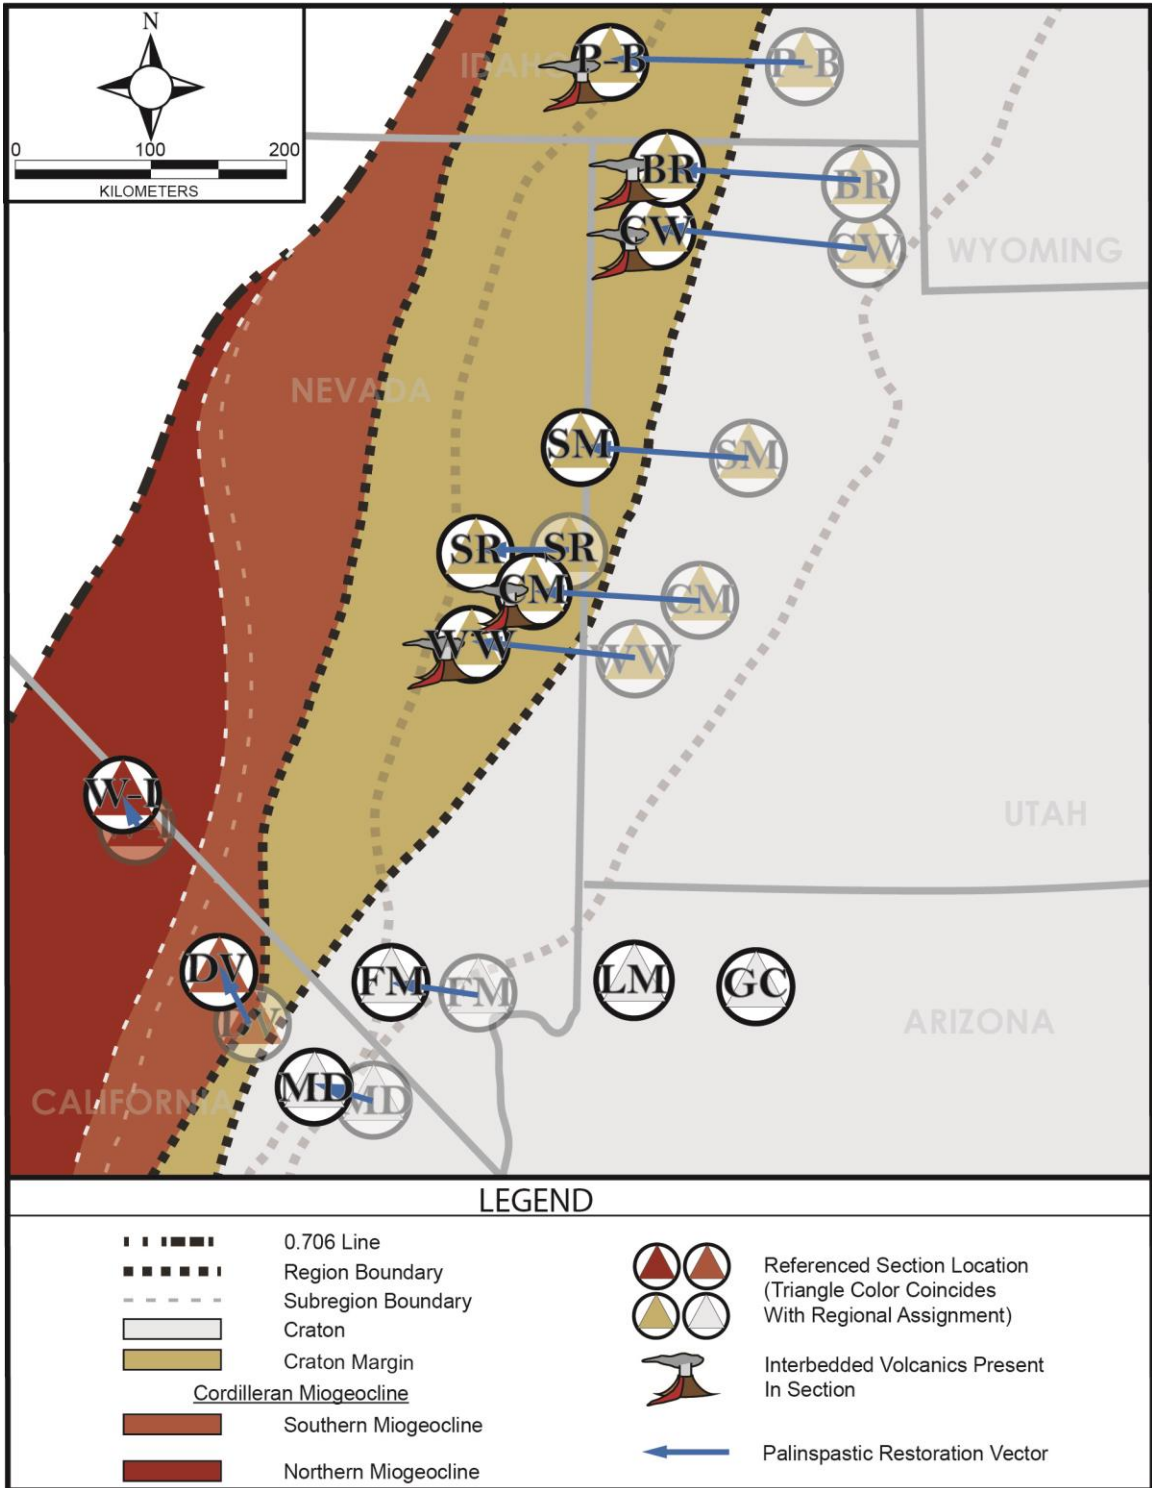 N
0 100 200
KILOMETERS
IDAHO
P-B
P-B
BR
BR
CW
CW
WYOMING
NEVADA
SM
SM
SR
SR
CM
CM
WW
WW
W-I
W-I
UTAH
DV
DV
FM
FM
LM
GC
ARIZONA
MD
MD
CALIFORNIA
LEGEND
0.706 Line
Region Boundary
Subregion Boundary
Craton
Craton Margin
Cordilleran Miogeocline
Southern Miogeocline
Northern Miogeocline
Referenced Section Location
(Triangle Color Coincides
With Regional Assignment)
Interbedded Volcanics Present
In Section
Palinspastic Restoration Vector